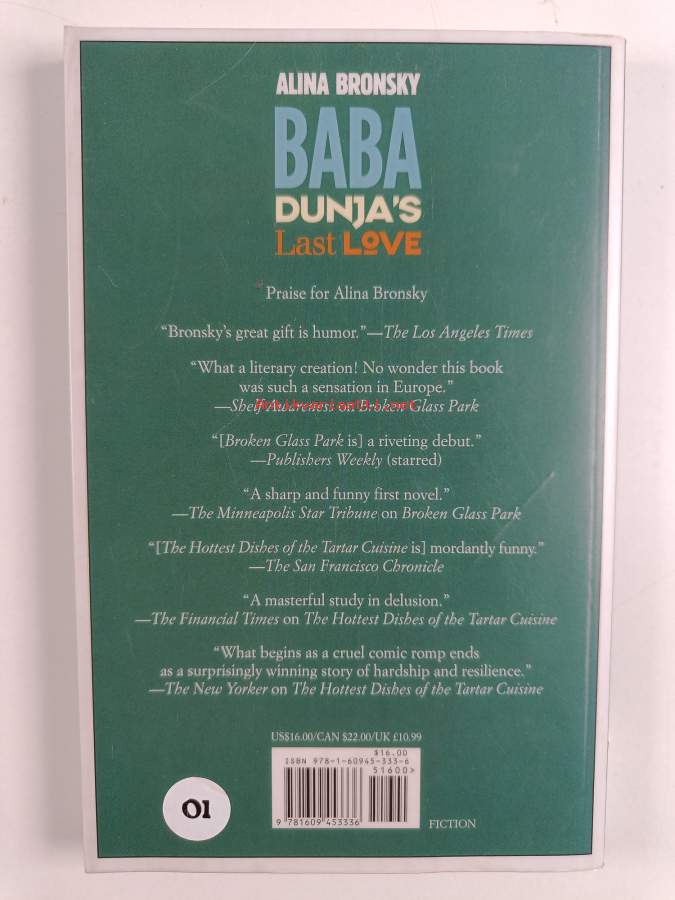 ALINA BRONSKY
BABA
DUNJA'S
Last LOVE
Praise for Alina Bronsky
“Bronsky's great gift is humor.”—The Los Angeles Times
“What a literary creation! No wonder this book
was such a sensation in Europe.”
—Shelf Awareness on Broken Glass Park
“[Broken Glass Park is] a riveting debut.”
—Publishers Weekly (starred)
“A sharp and funny first novel.”
—The Minneapolis Star Tribune on Broken Glass Park
“[The Hottest Dishes of the Tartar Cuisine is] mordantly funny.”
—The San Francisco Chronicle
“A masterful study in delusion.”
—The Financial Times on The Hottest Dishes of the Tartar Cuisine
“What begins as a cruel comic romp ends
as a surprisingly winning story of hardship and resilience.”
—The New Yorker on The Hottest Dishes of the Tartar Cuisine
US$16.00/CAN $22.00/UK £10.99
$16.00
ISBN 978-1-60945-333-6
51600>
9 781609 453336
FICTION
01